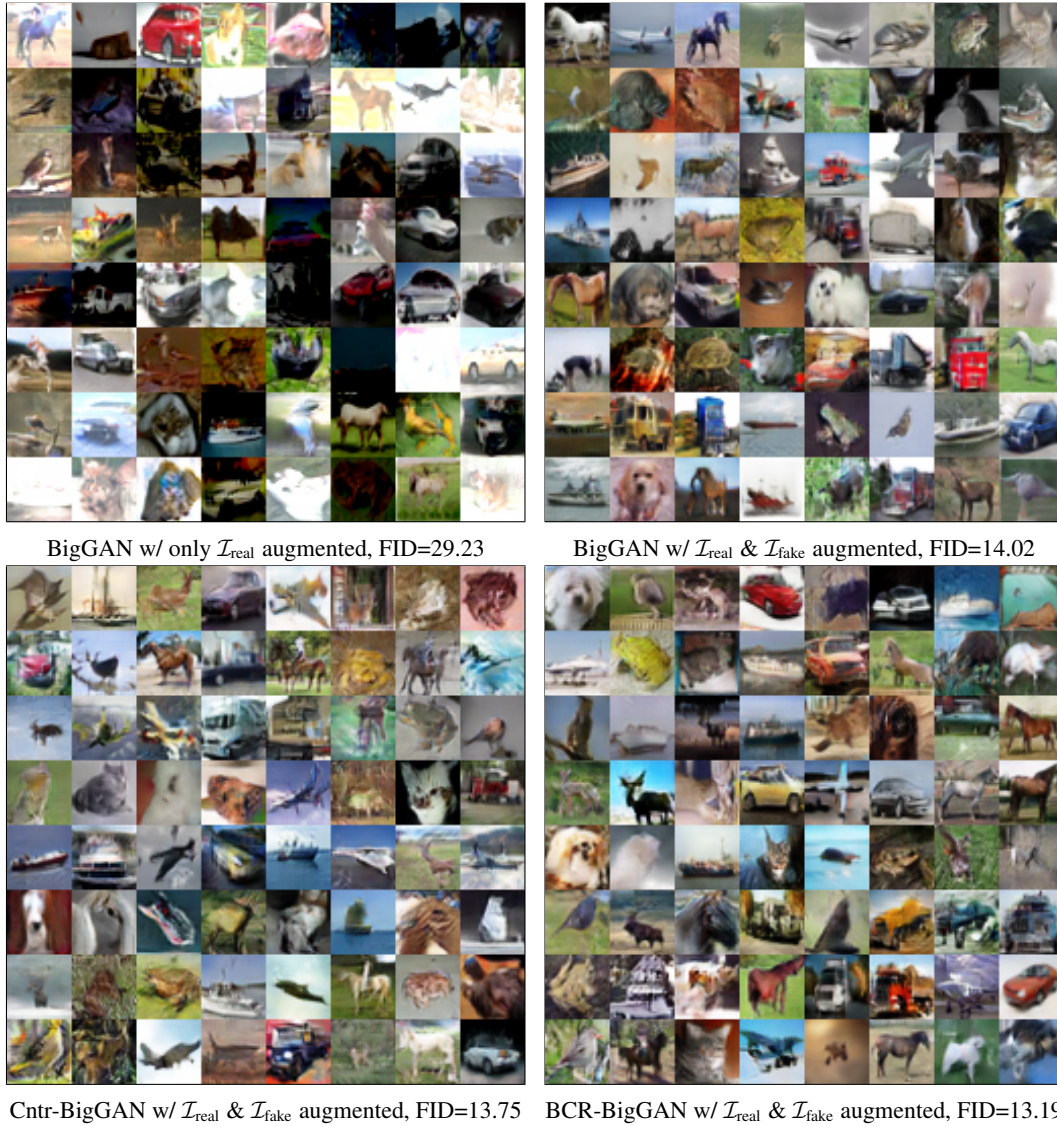 BigGAN w/ only ℐreal augmented, FID=29.23
BigGAN w/ ℐreal & ℐfake augmented, FID=14.02
Cntr-BigGAN w/ ℐreal & ℐfake augmented, FID=13.75
BCR-BigGAN w/ ℐreal & ℐfake augmented, FID=13.19